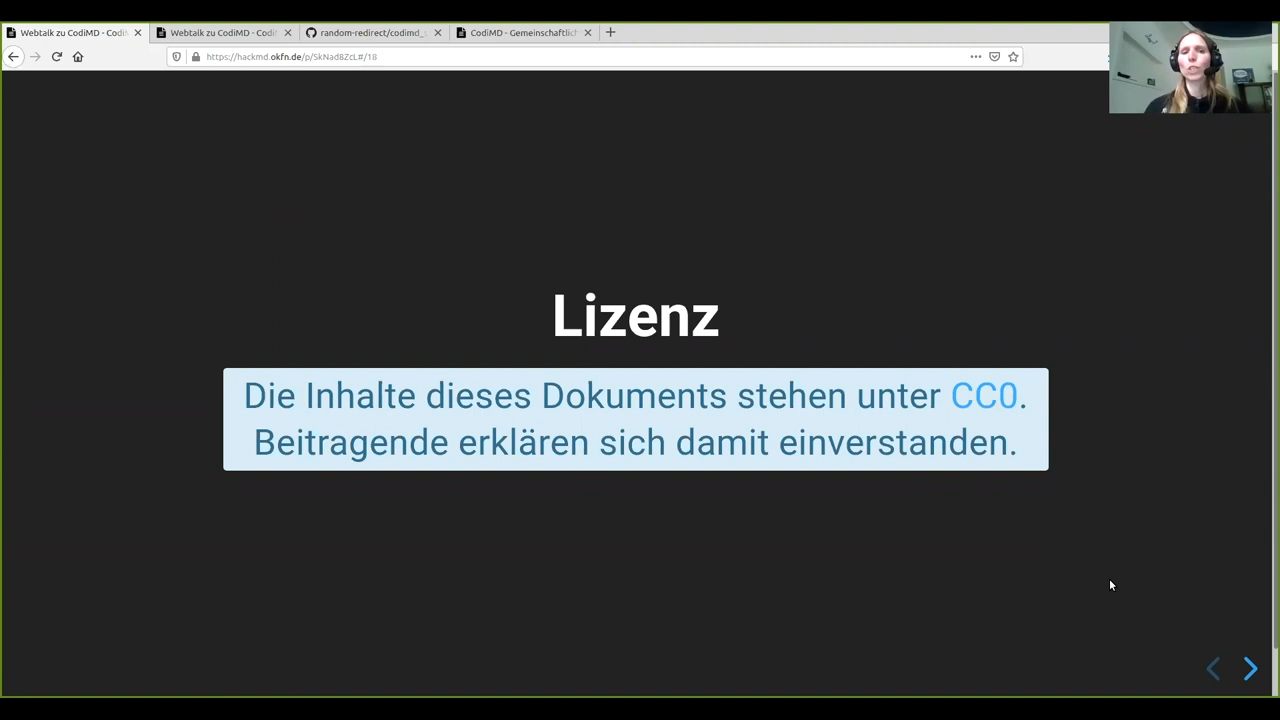 Webtalk zu CodiMD - Codi
Webtalk zu CodiMD - Codi
random-redirect/codimd_
CodiMD - Gemeinschaftlich
https://hackmd.okfn.de/p/SkNad8ZcL#/18
Lizenz
Die Inhalte dieses Dokuments stehen unter CC0.
Beitragende erklären sich damit einverstanden.